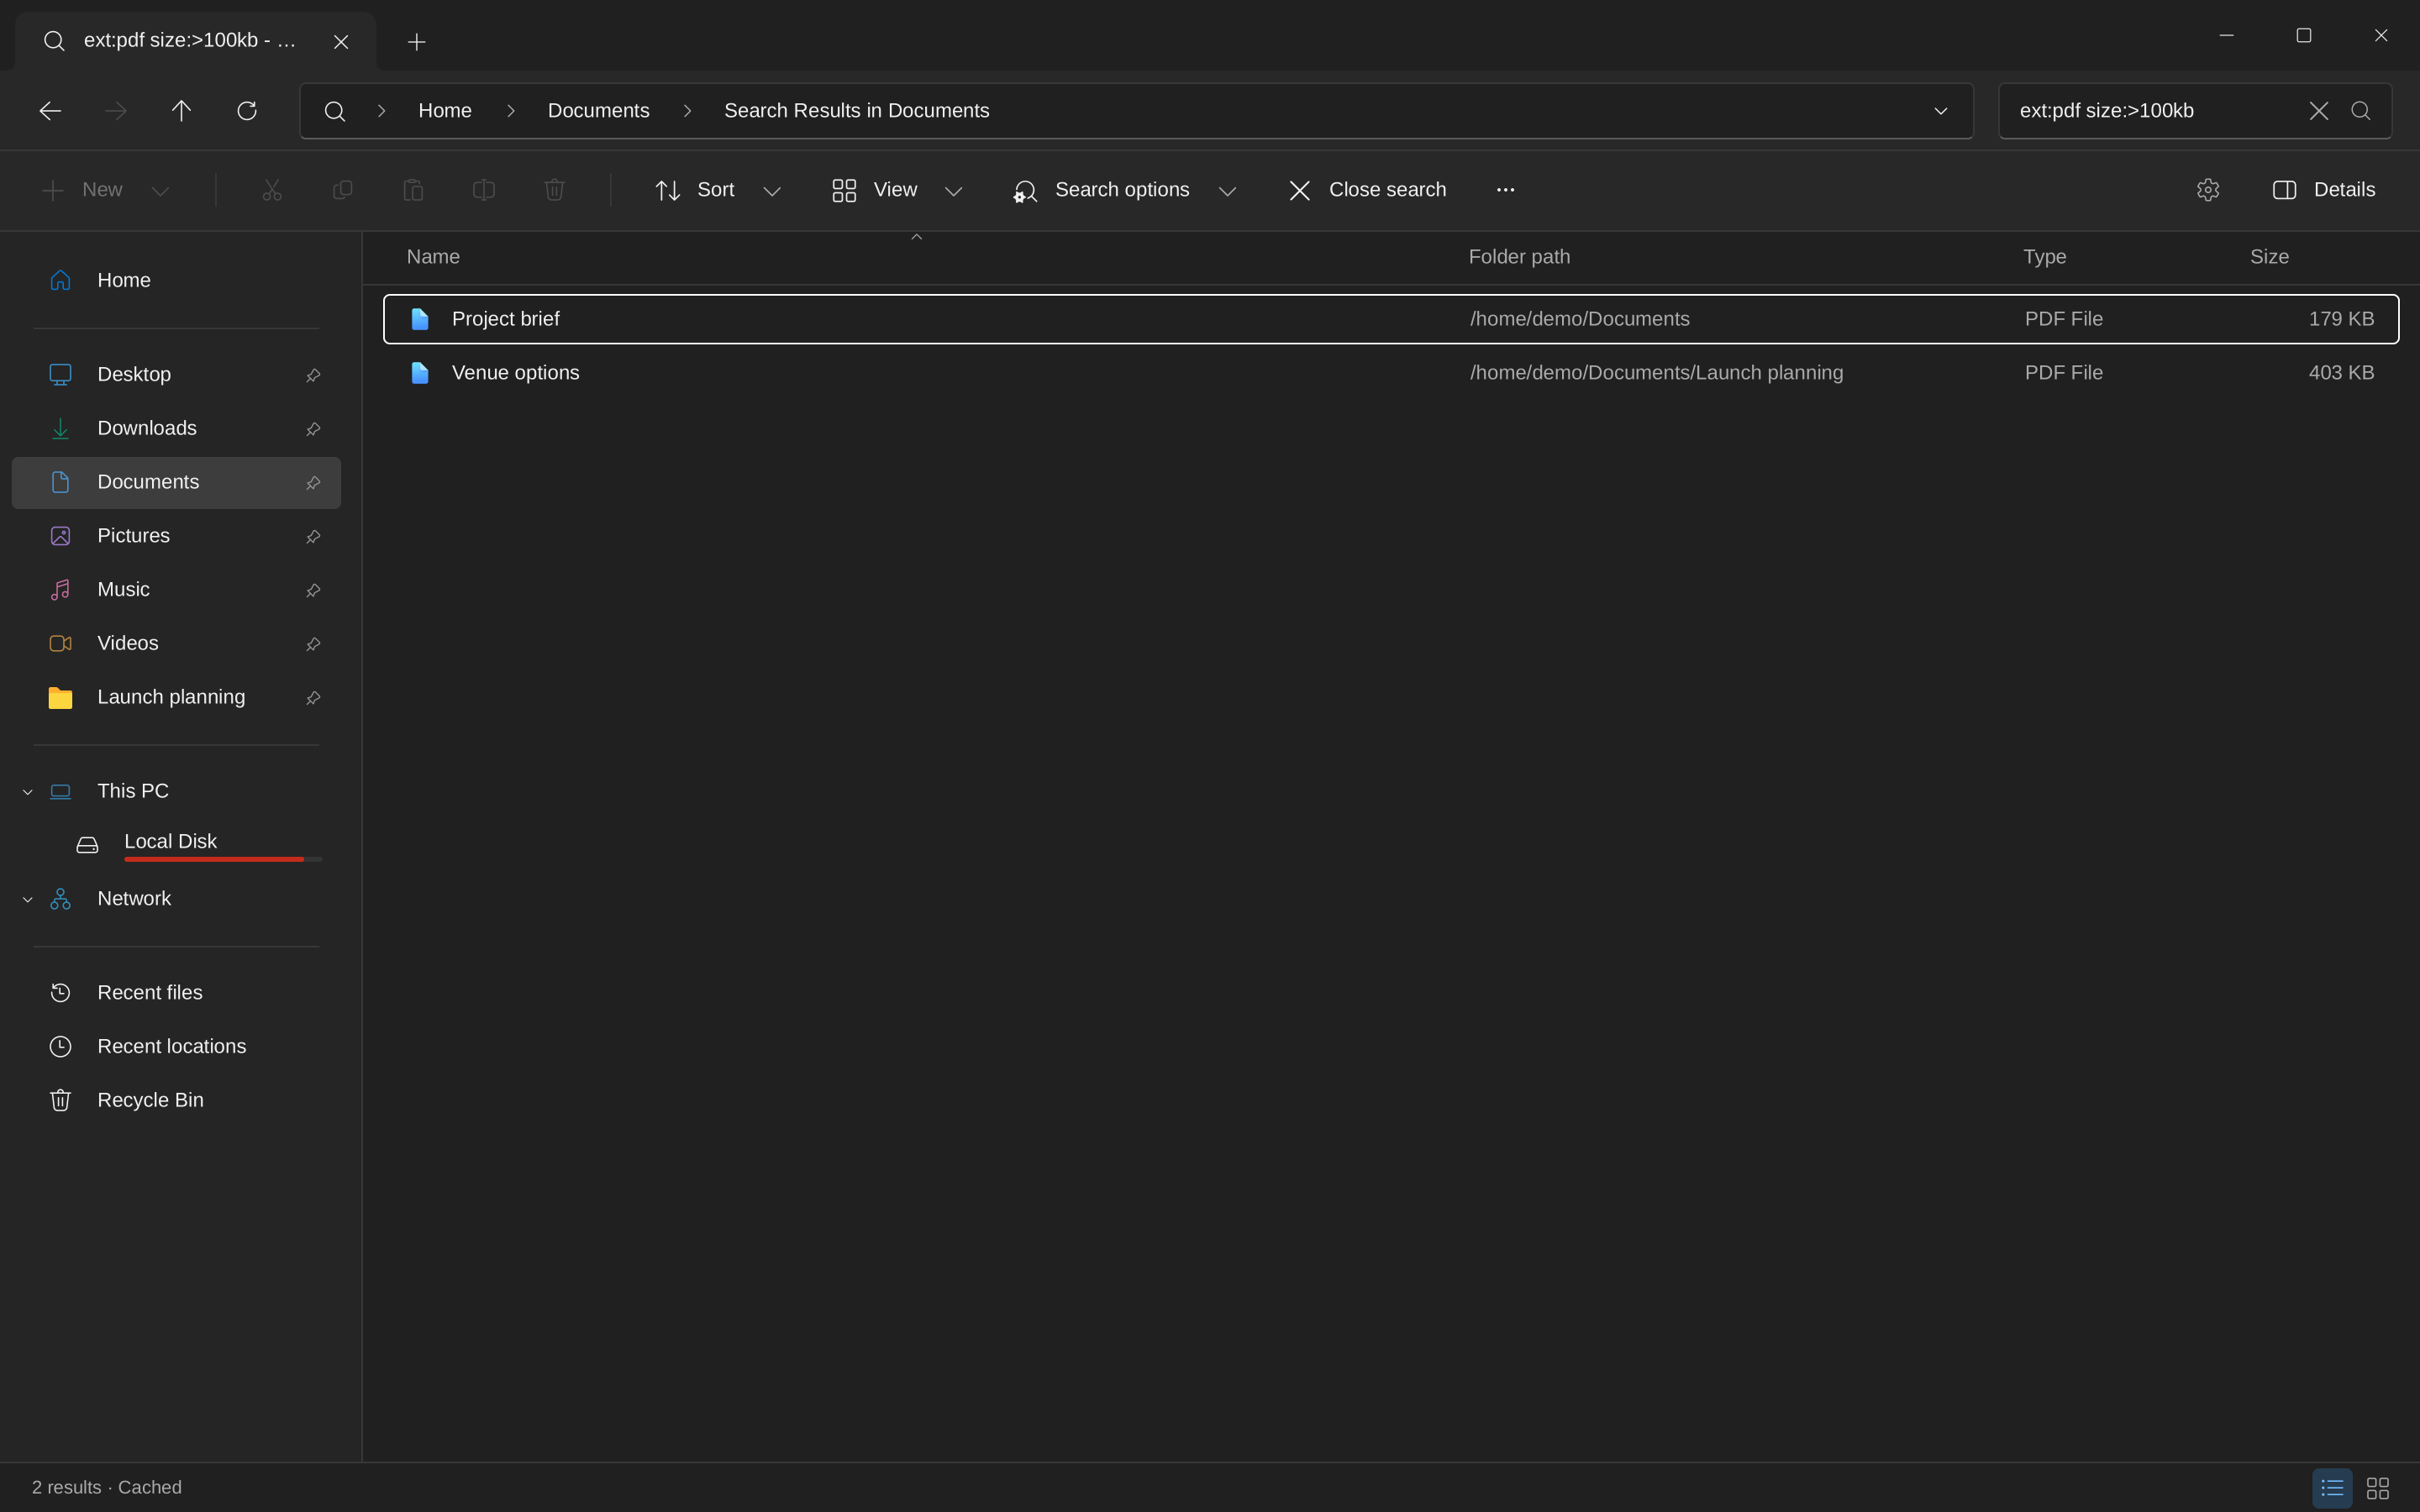 ext:pdf size:>100kb - …
Home
Documents
Search Results in Documents
ext:pdf size:>100kb
New
Sort
View
Search options
Close search
Details
Home
Desktop
Downloads
Documents
Pictures
Music
Videos
Launch planning
This PC
Local Disk
Network
Recent files
Recent locations
Recycle Bin
Name Folder path Type Size
Project brief /home/demo/Documents PDF File 179 KB
Venue options /home/demo/Documents/Launch planning PDF File 403 KB
2 results · Cached